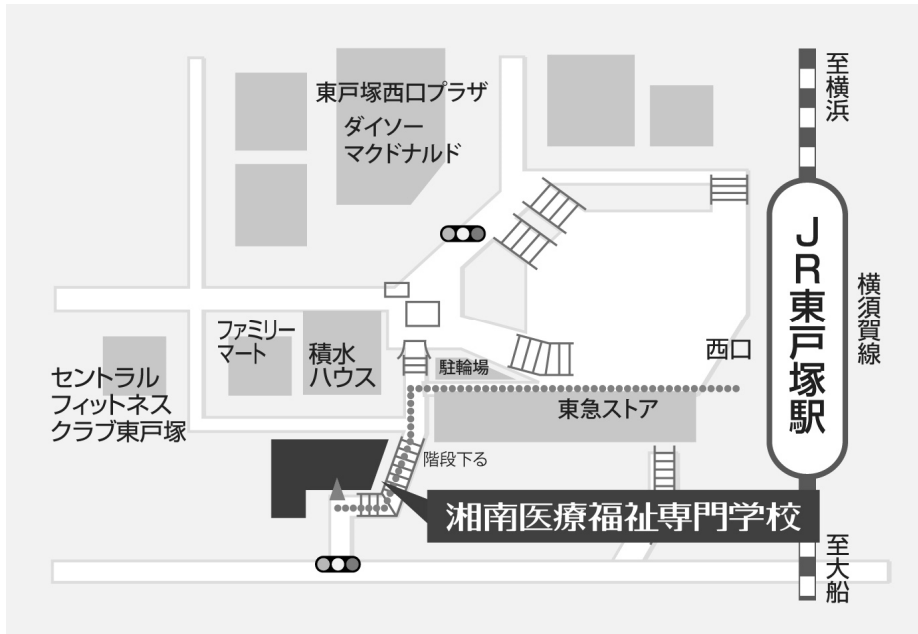 東戸塚西口プラザ
ダイソー
マクドナルド
至横浜
JR東戸塚駅
横須賀線
西口
ファミリー
マート
積水
ハウス
駐輪場
セントラル
フィットネス
クラブ東戸塚
東急ストア
階段下る
湘南医療福祉専門学校
至大船